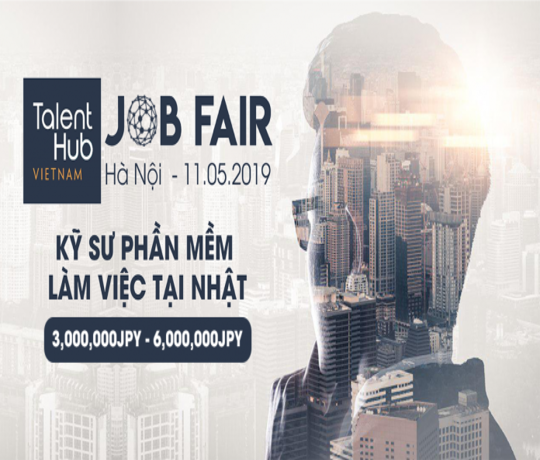 Talent
Hub
VIETNAM
JOB FAIR
Hà Nội - 11.05.2019
KỸ SƯ PHẦN MỀM
LÀM VIỆC TẠI NHẬT
3,000,000JPY - 6,000,000JPY